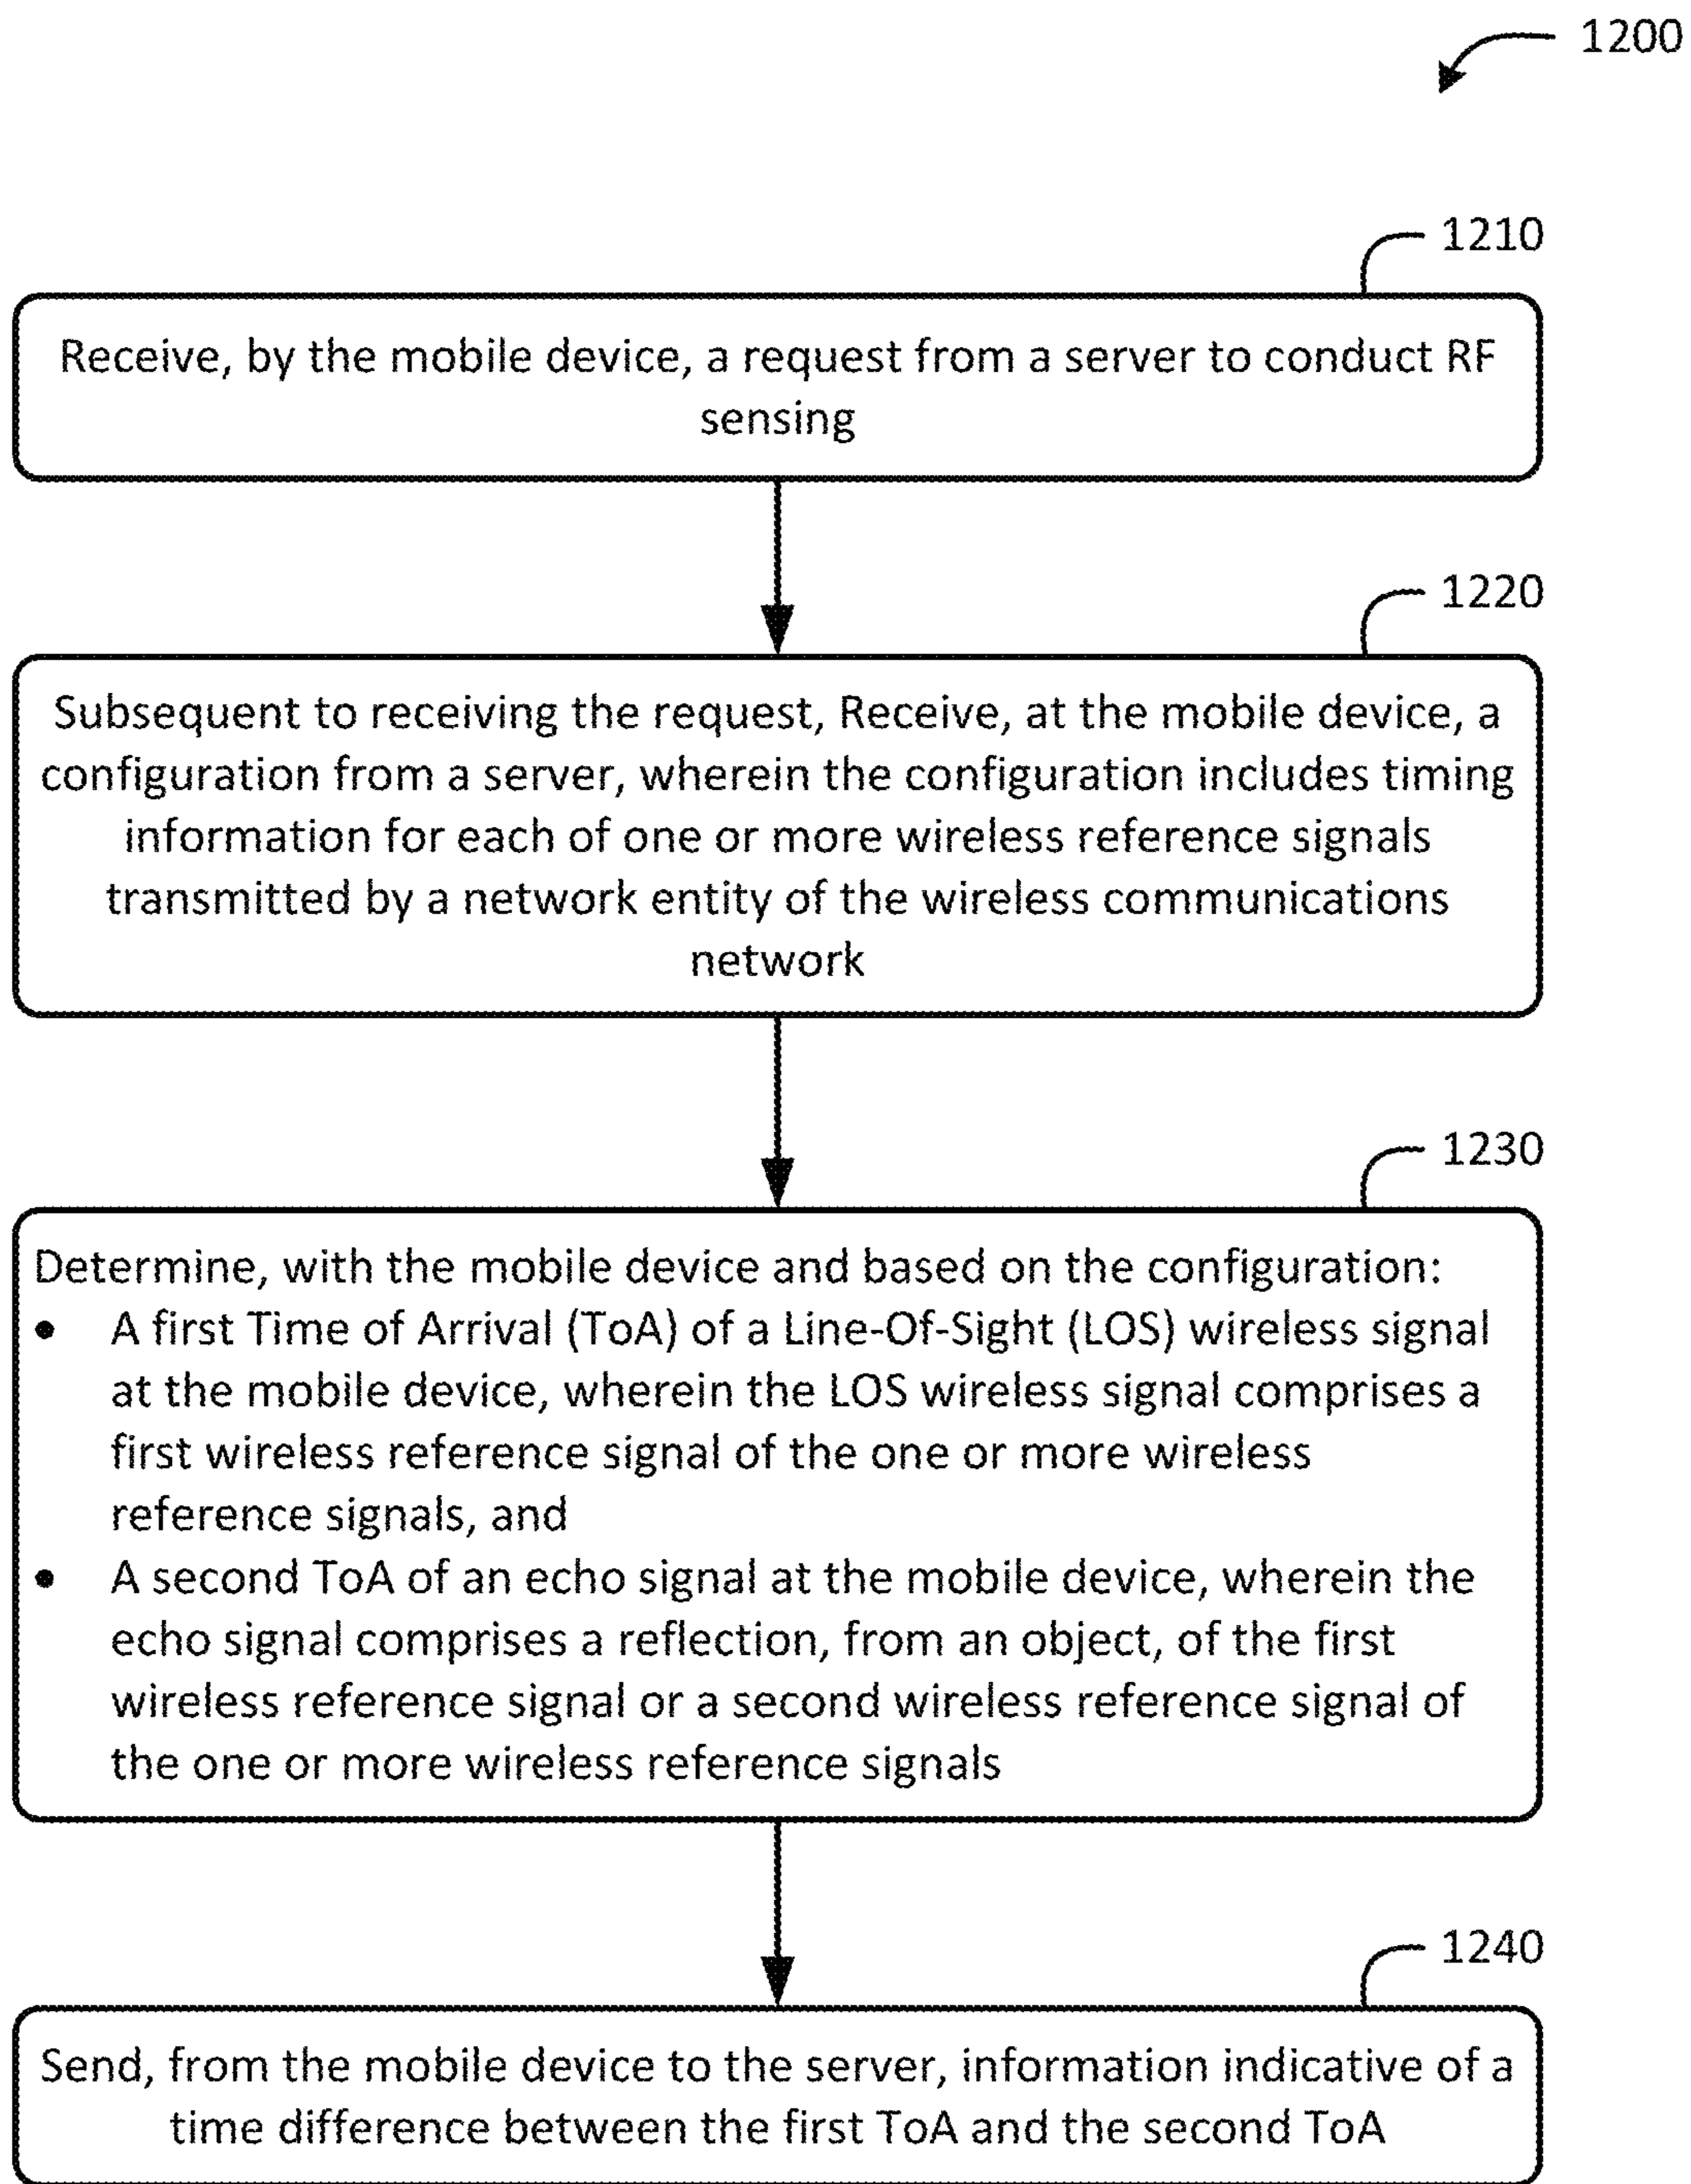 1200
1210
Receive, by the mobile device, a request from a server to conduct RF
sensing
1220
Subsequent to receiving the request, Receive, at the mobile device, a
configuration from a server, wherein the configuration includes timing
information for each of one or more wireless reference signals
transmitted by a network entity of the wireless communications
network
1230
Determine, with the mobile device and based on the configuration:
• A first Time of Arrival (ToA) of a Line-Of-Sight (LOS) wireless signal
at the mobile device, wherein the LOS wireless signal comprises a
first wireless reference signal of the one or more wireless
reference signals, and
• A second ToA of an echo signal at the mobile device, wherein the
echo signal comprises a reflection, from an object, of the first
wireless reference signal or a second wireless reference signal of
the one or more wireless reference signals
1240
Send, from the mobile device to the server, information indicative of a
time difference between the first ToA and the second ToA